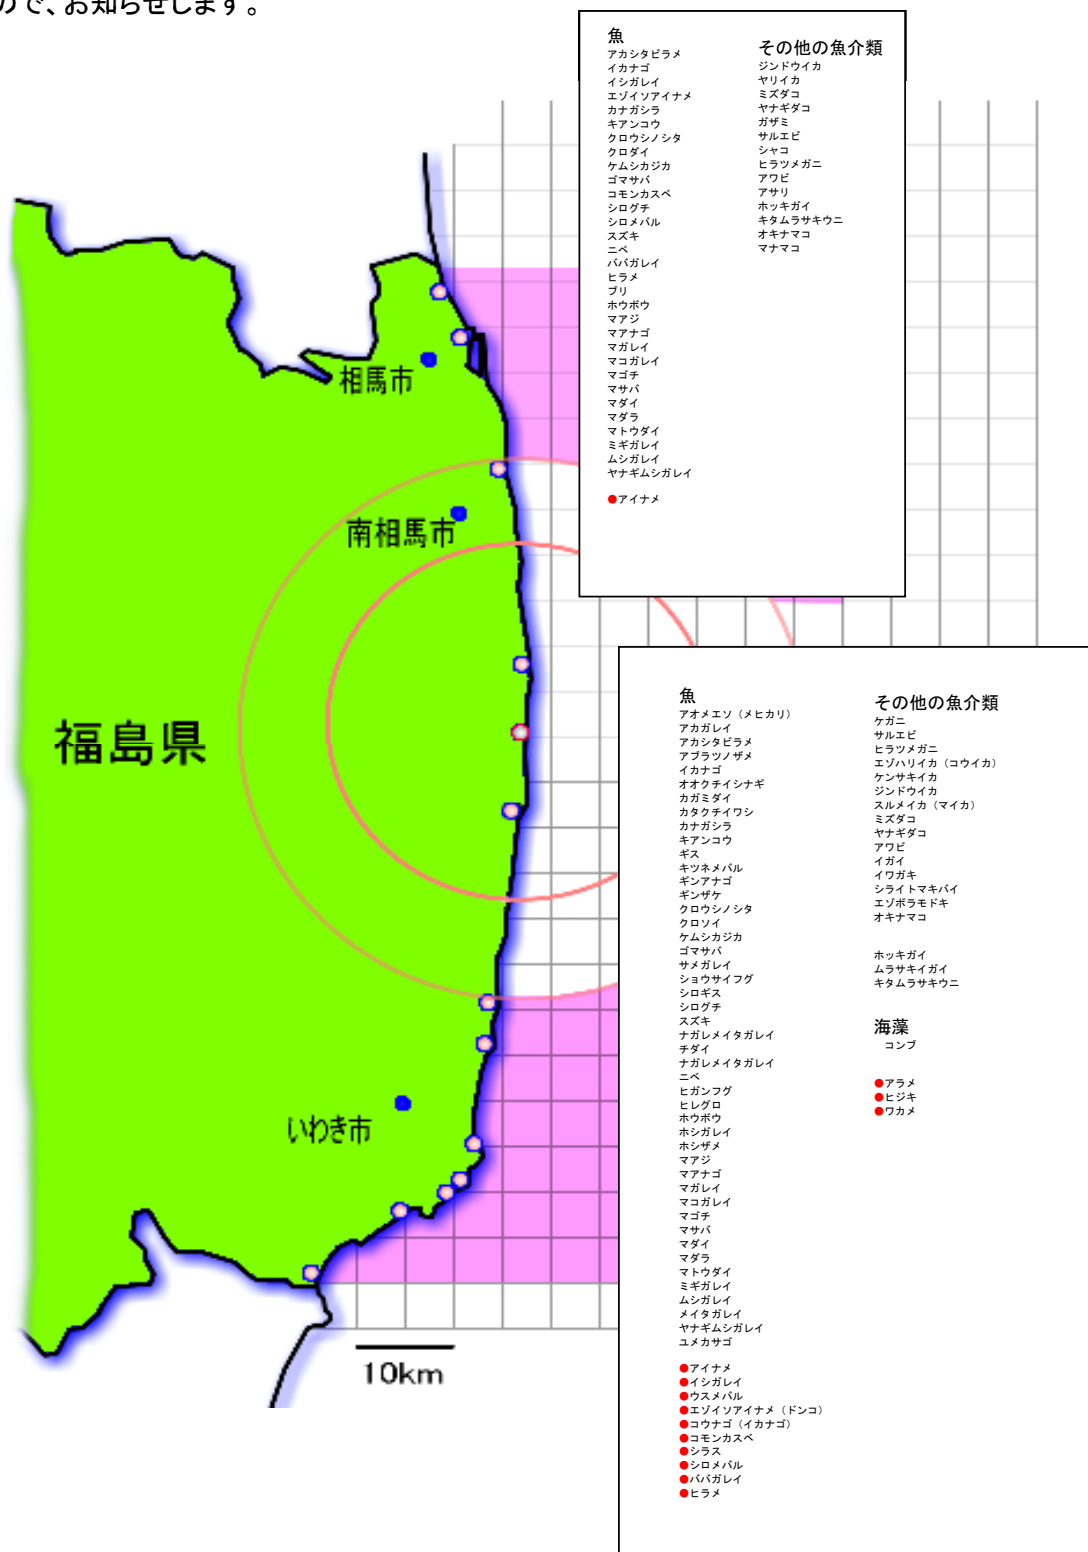 ので、お知らせします。
魚
アカシタビラメ
イカナゴ
イシガレイ
エゾイソアイナメ
カナガシラ
キアンコウ
クロウシノシタ
クロダイ
ケムシカジカ
ゴマサバ
コモンカスベ
シログチ
シロメバル
スズキ
ニベ
ババガレイ
ヒラメ
ブリ
ホウボウ
マアジ
マアナゴ
マガレイ
マコガレイ
マゴチ
マサバ
マダイ
マダラ
マトウダイ
ミギガレイ
ムシガレイ
ヤナギムシガレイ
●アイナメ
その他の魚介類
ジンドウイカ
ヤリイカ
ミズダコ
ヤナギダコ
ガザミ
サルエビ
シャコ
ヒラツメガニ
アワビ
アサリ
ホッキガイ
キタムラサキウニ
オキナマコ
マナマコ
相馬市
南相馬市
福島県
いわき市
10km
魚
アオメエソ（メヒカリ）
アカガレイ
アカシタビラメ
アブラツノザメ
イカナゴ
オオクチイシナギ
カガミダイ
カタクチイワシ
カナガシラ
キアンコウ
ギス
キツネメバル
ギンアナゴ
ギンザケ
クロウシノシタ
クロソイ
ケムシカジカ
ゴマサバ
サメガレイ
ショウサイフグ
シロギス
シログチ
スズキ
ナガレメイタガレイ
チダイ
ナガレメイタガレイ
ニベ
ヒガンフグ
ヒレグロ
ホウボウ
ホシガレイ
ホシザメ
マアジ
マアナゴ
マガレイ
マコガレイ
マゴチ
マサバ
マダイ
マダラ
マトウダイ
ミギガレイ
ムシガレイ
メイタガレイ
ヤナギムシガレイ
ユメカサゴ
●アイナメ
●イシガレイ
●ウスメバル
●エゾイソアイナメ（ドンコ）
●コウナゴ（イカナゴ）
●コモンカスベ
●シラス
●シロメバル
●ババガレイ
●ヒラメ
その他の魚介類
ケガニ
サルエビ
ヒラツメガニ
エゾハリイカ（コウイカ）
ケンサキイカ
ジンドウイカ
スルメイカ（マイカ）
ミズダコ
ヤナギダコ
アワビ
イガイ
イワガキ
シライトマキバイ
エゾボラモドキ
オキナマコ
ホッキガイ
ムラサキイガイ
キタムラサキウニ
海藻
コンブ
●アラメ
●ヒジキ
●ワカメ